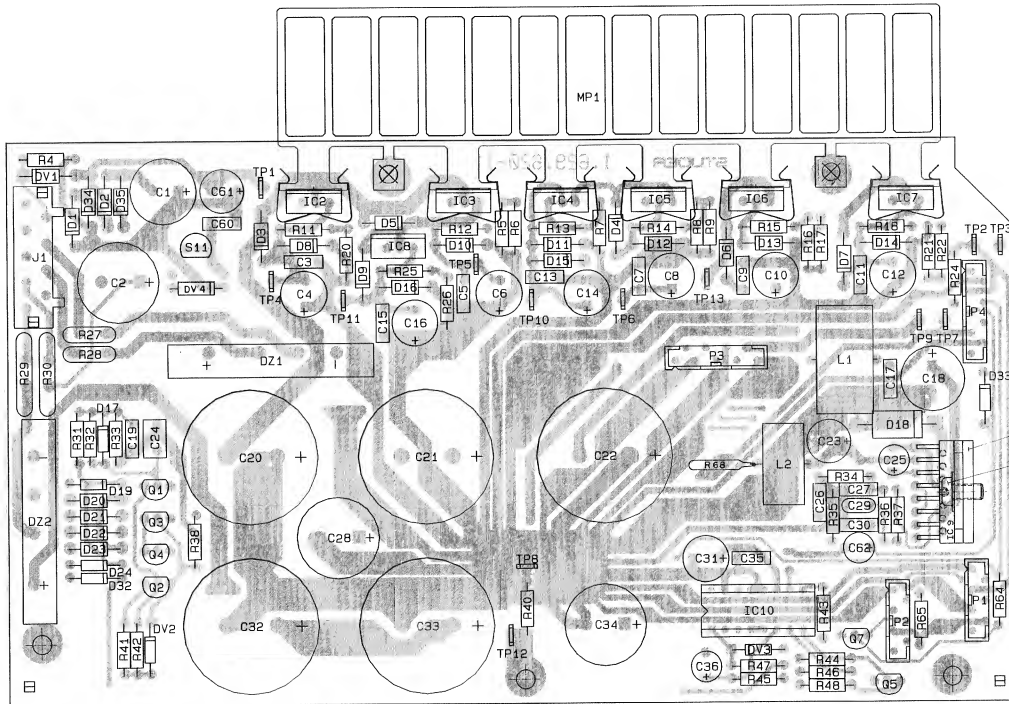 MP1
R4
DV1
D34
D2
D35
D1
C1
+
C61
+
C60
S11
TP1
STUDER 1.629.620-
IC2
IC3
IC4
IC5
IC6
IC7
R11
D3
D8
C3
R20
D5
IC8
D9
R25
D16
R12
D10
TP5
R5
R6
R13
D11
D15
C13
R7
D4
R14
D12
R8
R9
D6
R15
D13
R16
R17
D7
R18
D14
R21
R22
TP2
TP3
J1
C2
+
DV4
TP4
C4
+
TP11
C15
C16
+
R26
C5
C6
+
TP10
C14
+
TP6
C7
C8
+
TP13
C9
C10
+
C11
C12
+
R24
P4
TP9
TP7
R27
R28
R29
R30
+ DZ1 -
P3
L1
C17
C18
+
D33
D17
R31
R32
R33
C19
C24
C20
+
C21
+
C22
+
R68
L2
C23
+
D18
C25
+
D19
D20
D21
D22
D23
D24
D32
DZ2
+
Q1
Q3
Q4
Q2
R38
C28
+
R34
C26
R35
C27
C29
C30
R36
R37
IC9
C62
+
C31
+
C35
TP8
C32
+
C33
+
R40
TP12
C34
+
IC10
R43
P2
R65
P1
R64
DV2
R41
R42
C36
+
DV3
R47
R45
Q7
R44
R46
R48
Q5